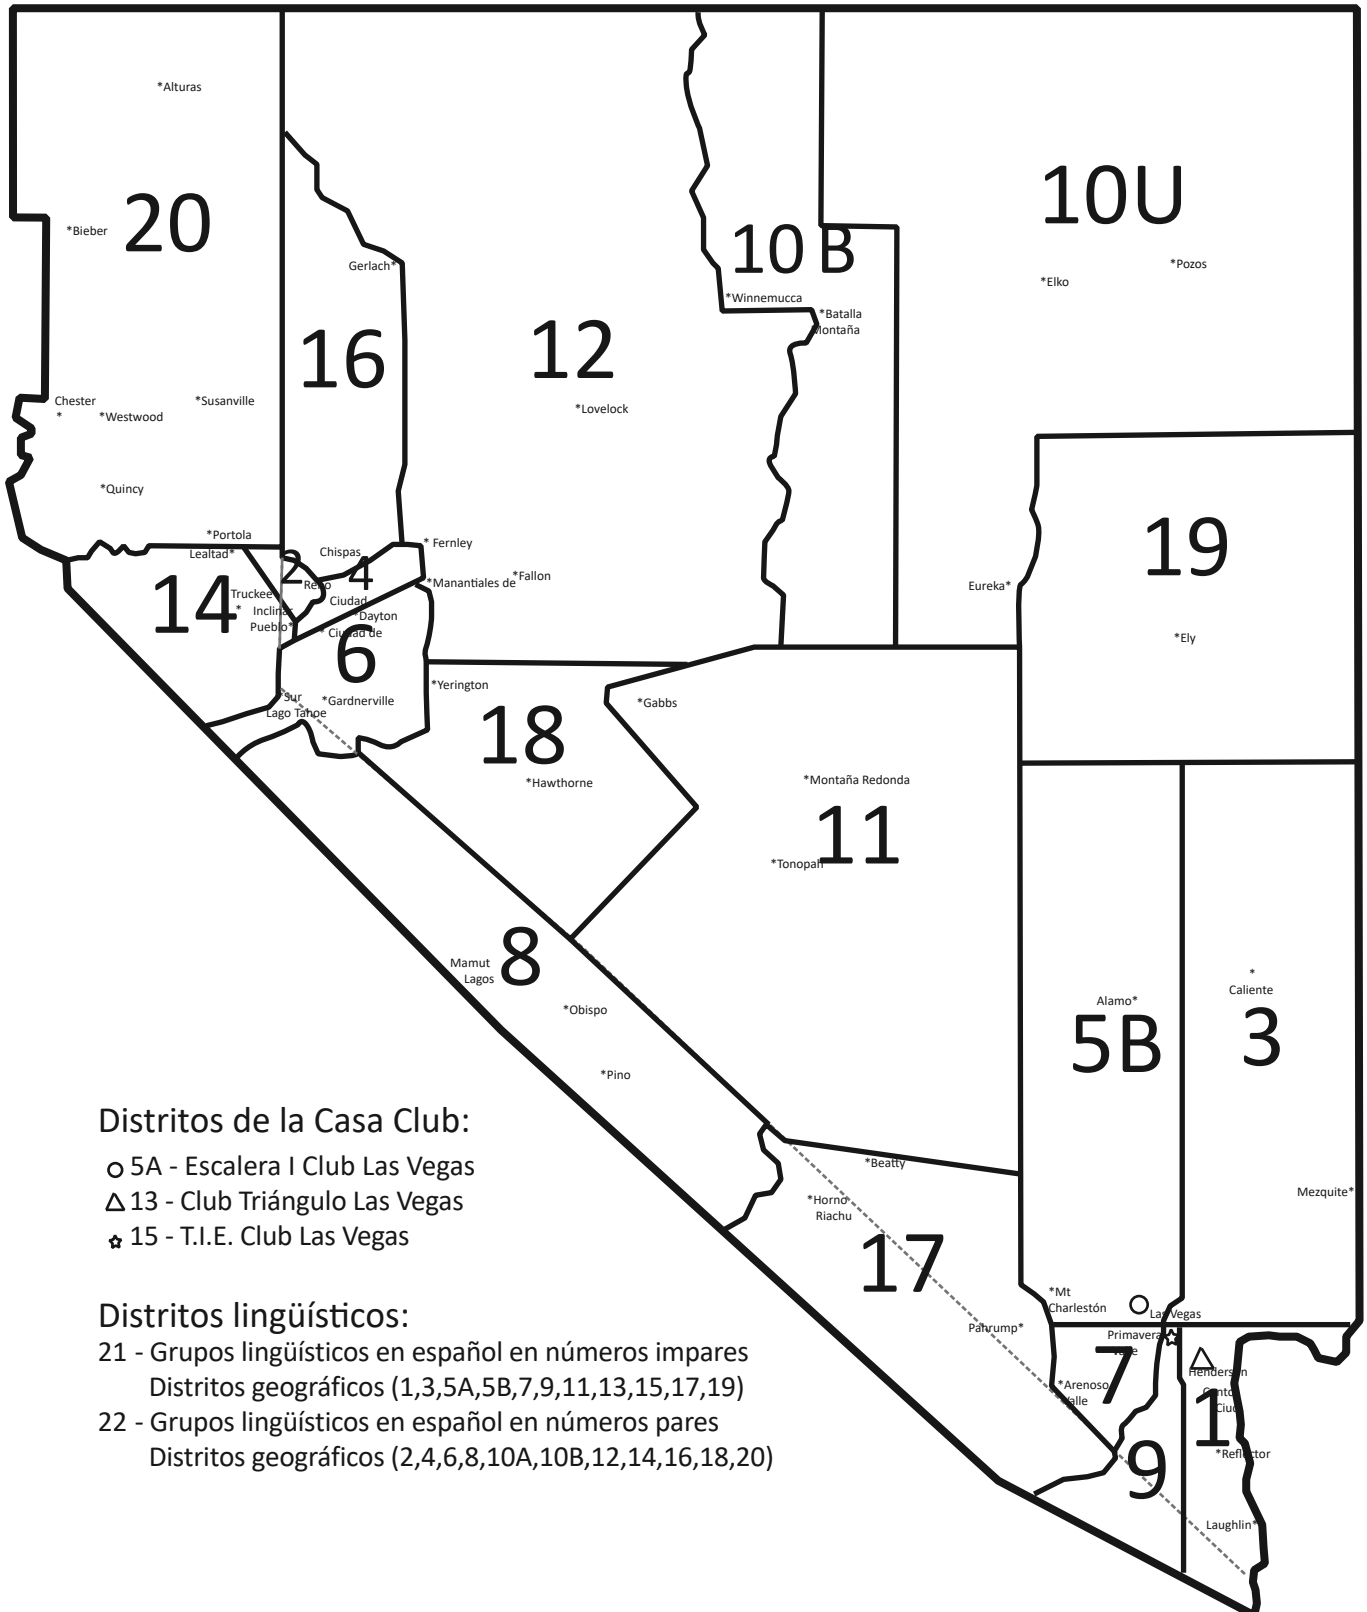 *Alturas
20
*Bieber
10U
*Pozos
*Elko
10 B
Gerlach*
*Winnemucca
*Batalla
Montaña
16
12
*Lovelock
Chester
*
*Westwood
*Susanville
*Quincy
*Portola
Lealtad*
2
Chispas
* Fernley
4
Reno
*Fallon
*Manantiales de
14
Truckee
*
Inclinar
Pueblo*
Ciudad
*Dayton
* Ciudad de
6
19
Eureka*
*Ely
Sur
Lago Tahoe
*Gardnerville
*Yerington
*Gabbs
18
*Hawthorne
*Montaña Redonda
11
*Tonopah
8
Mamut
Lagos
*Obispo
*Pino
Alamo*
5B
*
Caliente
3
Mezquite*
*Beatty
*Horno
Riachu
17
Pahrump*
*Mt
Charlestón
Las Vegas
Primavera
7
*Arenoso
Valle
Henderson
1
*Reflector
9
Laughlin*
Distritos de la Casa Club:
5A - Escalera I Club Las Vegas
13 - Club Triángulo Las Vegas
15 - T.I.E. Club Las Vegas
Distritos lingüísticos:
21 - Grupos lingüísticos en español en números impares
Distritos geográficos (1,3,5A,5B,7,9,11,13,15,17,19)
22 - Grupos lingüísticos en español en números pares
Distritos geográficos (2,4,6,8,10A,10B,12,14,16,18,20)